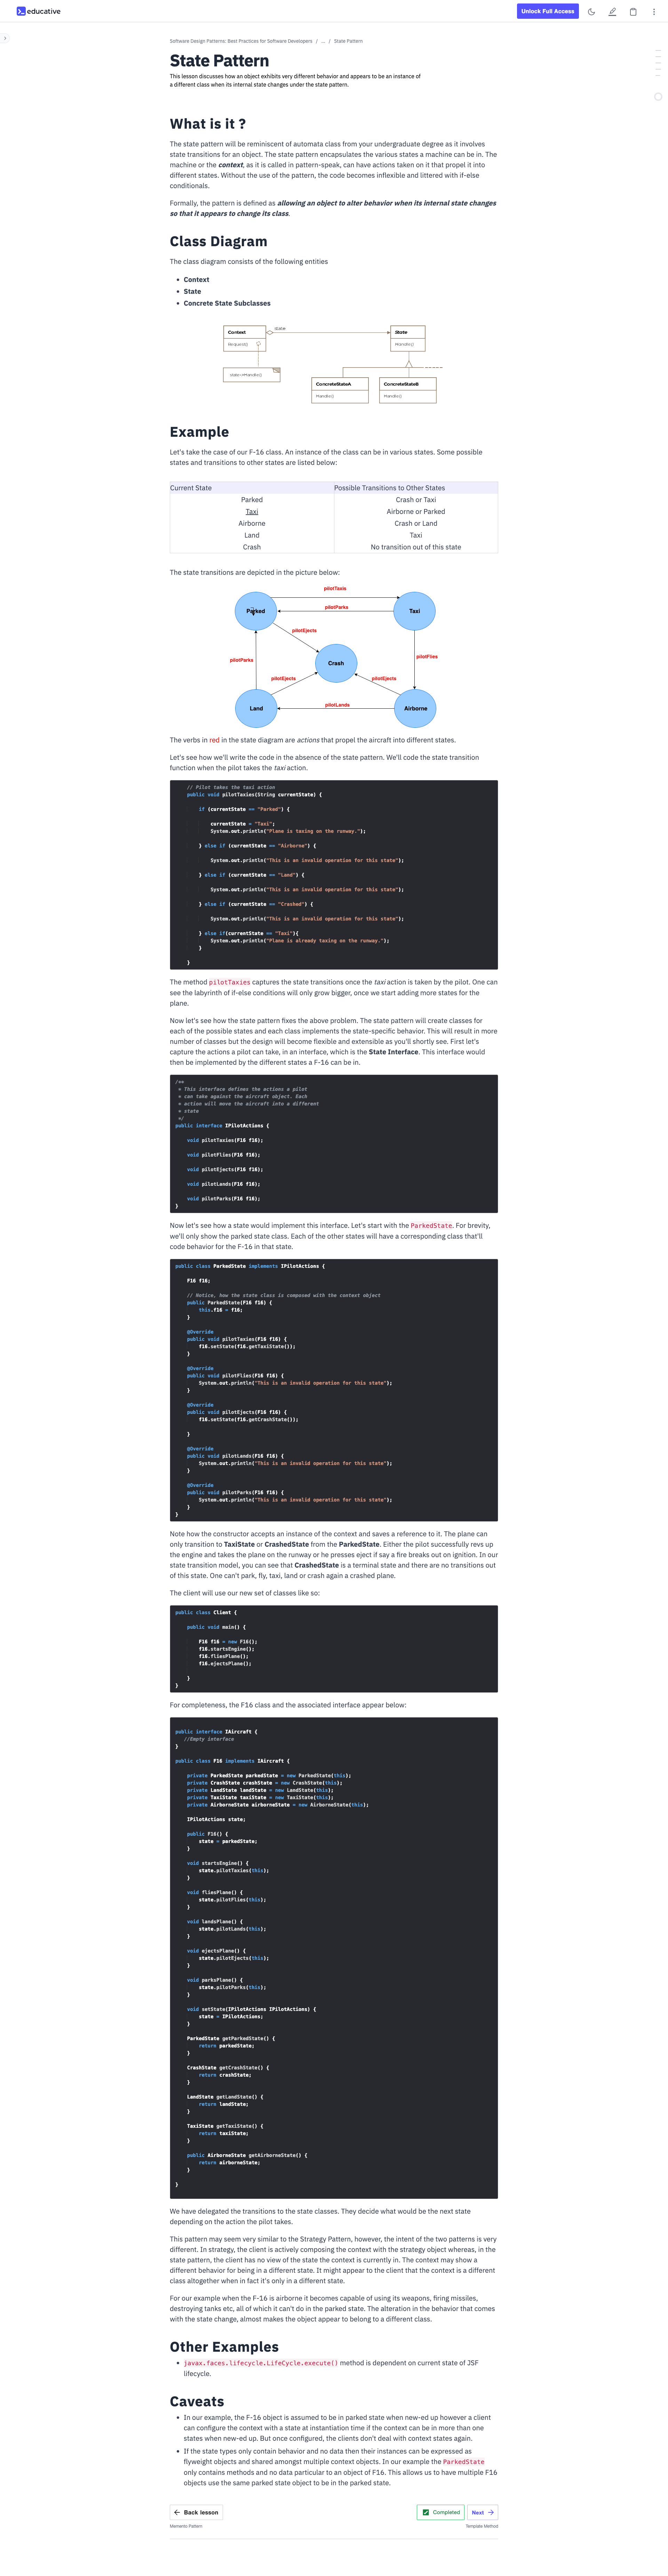 educative
Unlock Full Access
Software Design Patterns: Best Practices for Software Developers / ... / State Pattern
State Pattern
This lesson discusses how an object exhibits very different behavior and appears to be an instance of
a different class when its internal state changes under the state pattern.
What is it ?
The state pattern will be reminiscent of automata class from your undergraduate degree as it involves
state transitions for an object. The state pattern encapsulates the various states a machine can be in. The
machine or the context, as it is called in pattern-speak, can have actions taken on it that propel it into
different states. Without the use of the pattern, the code becomes inflexible and littered with if-else
conditionals.
Formally, the pattern is defined as allowing an object to alter behavior when its internal state changes
so that it appears to change its class.
Class Diagram
The class diagram consists of the following entities
• Context
• State
• Concrete State Subclasses
Context
state
State
Request()
Handle()
state->Handle()
ConcreteStateA
ConcreteStateB
Handle()
Handle()
Example
Let's take the case of our F-16 class. An instance of the class can be in various states. Some possible
states and transitions to other states are listed below:
Current State Possible Transitions to Other States
Parked Crash or Taxi
Taxi Airborne or Parked
Airborne Crash or Land
Land Taxi
Crash No transition out of this state
The state transitions are depicted in the picture below:
pilotTaxis
Parked
pilotParks
Taxi
pilotEjects
pilotParks
Crash
pilotFlies
pilotEjects
pilotEjects
Land
pilotLands
Airborne
The verbs in red in the state diagram are actions that propel the aircraft into different states.
Let's see how we'll write the code in the absence of the state pattern. We'll code the state transition
function when the pilot takes the taxi action.
// Pilot takes the taxi action
public void pilotTaxies(String currentState) {
if (currentState == "Parked") {
currentState = "Taxi";
System.out.println("Plane is taxing on the runway.");
} else if (currentState == "Airborne") {
System.out.println("This is an invalid operation for this state");
} else if (currentState == "Land") {
System.out.println("This is an invalid operation for this state");
} else if (currentState == "Crashed") {
System.out.println("This is an invalid operation for this state");
} else if(currentState == "Taxi"){
System.out.println("Plane is already taxing on the runway.");
}
}
The method pilotTaxies captures the state transitions once the taxi action is taken by the pilot. One can
see the labyrinth of if-else conditions will only grow bigger, once we start adding more states for the
plane.
Now let's see how the state pattern fixes the above problem. The state pattern will create classes for
each of the possible states and each class implements the state-specific behavior. This will result in more
number of classes but the design will become flexible and extensible as you'll shortly see. First let's
capture the actions a pilot can take, in an interface, which is the State Interface. This interface would
then be implemented by the different states a F-16 can be in.
/**
* This interface defines the actions a pilot
* can take against the aircraft object. Each
* action will move the aircraft into a different
* state
*/
public interface IPilotActions {
void pilotTaxies(F16 f16);
void pilotFlies(F16 f16);
void pilotEjects(F16 f16);
void pilotLands(F16 f16);
void pilotParks(F16 f16);
}
Now let's see how a state would implement this interface. Let's start with the ParkedState. For brevity,
we'll only show the parked state class. Each of the other states will have a corresponding class that'll
code behavior for the F-16 in that state.
public class ParkedState implements IPilotActions {
F16 f16;
// Notice, how the state class is composed with the context object
public ParkedState(F16 f16) {
this.f16 = f16;
}
@Override
public void pilotTaxies(F16 f16) {
f16.setState(f16.getTaxiState());
}
@Override
public void pilotFlies(F16 f16) {
System.out.println("This is an invalid operation for this state");
}
@Override
public void pilotEjects(F16 f16) {
f16.setState(f16.getCrashState());
}
@Override
public void pilotLands(F16 f16) {
System.out.println("This is an invalid operation for this state");
}
@Override
public void pilotParks(F16 f16) {
System.out.println("This is an invalid operation for this state");
}
}
Note how the constructor accepts an instance of the context and saves a reference to it. The plane can
only transition to TaxiState or CrashedState from the ParkedState. Either the pilot successfully revs up
the engine and takes the plane on the runway or he presses eject if say a fire breaks out on ignition. In our
state transition model, you can see that CrashedState is a terminal state and there are no transitions out
of this state. One can't park, fly, taxi, land or crash again a crashed plane.
The client will use our new set of classes like so:
public class Client {
public void main() {
F16 f16 = new F16();
f16.startsEngine();
f16.fliesPlane();
f16.ejectsPlane();
}
}
For completeness, the F16 class and the associated interface appear below:
public interface IAircraft {
//Empty interface
}
public class F16 implements IAircraft {
private ParkedState parkedState = new ParkedState(this);
private CrashState crashState = new CrashState(this);
private LandState landState = new LandState(this);
private TaxiState taxiState = new TaxiState(this);
private AirborneState airborneState = new AirborneState(this);
IPilotActions state;
public F16() {
state = parkedState;
}
void startsEngine() {
state.pilotTaxies(this);
}
void fliesPlane() {
state.pilotFlies(this);
}
void landsPlane() {
state.pilotLands(this);
}
void ejectsPlane() {
state.pilotEjects(this);
}
void parksPlane() {
state.pilotParks(this);
}
void setState(IPilotActions IPilotActions) {
state = IPilotActions;
}
ParkedState getParkedState() {
return parkedState;
}
CrashState getCrashState() {
return crashState;
}
LandState getLandState() {
return landState;
}
TaxiState getTaxiState() {
return taxiState;
}
public AirborneState getAirborneState() {
return airborneState;
}
}
We have delegated the transitions to the state classes. They decide what would be the next state
depending on the action the pilot takes.
This pattern may seem very similar to the Strategy Pattern, however, the intent of the two patterns is very
different. In strategy, the client is actively composing the context with the strategy object whereas, in the
state pattern, the client has no view of the state the context is currently in. The context may show a
different behavior for being in a different state. It might appear to the client that the context is a different
class altogether when in fact it's only in a different state.
For our example when the F-16 is airborne it becomes capable of using its weapons, firing missiles,
destroying tanks etc, all of which it can't do in the parked state. The alteration in the behavior that comes
with the state change, almost makes the object appear to belong to a different class.
Other Examples
• javax.faces.lifecycle.LifeCycle.execute() method is dependent on current state of JSF
lifecycle.
Caveats
• In our example, the F-16 object is assumed to be in parked state when new-ed up however a client
can configure the context with a state at instantiation time if the context can be in more than one
states when new-ed up. But once configured, the clients don't deal with context states again.
• If the state types only contain behavior and no data then their instances can be expressed as
flyweight objects and shared amongst multiple context objects. In our example the ParkedState
only contains methods and no data particular to an object of F16. This allows us to have multiple F16
objects use the same parked state object to be in the parked state.
Back lesson
Completed
Next
Memento Pattern
Template Method